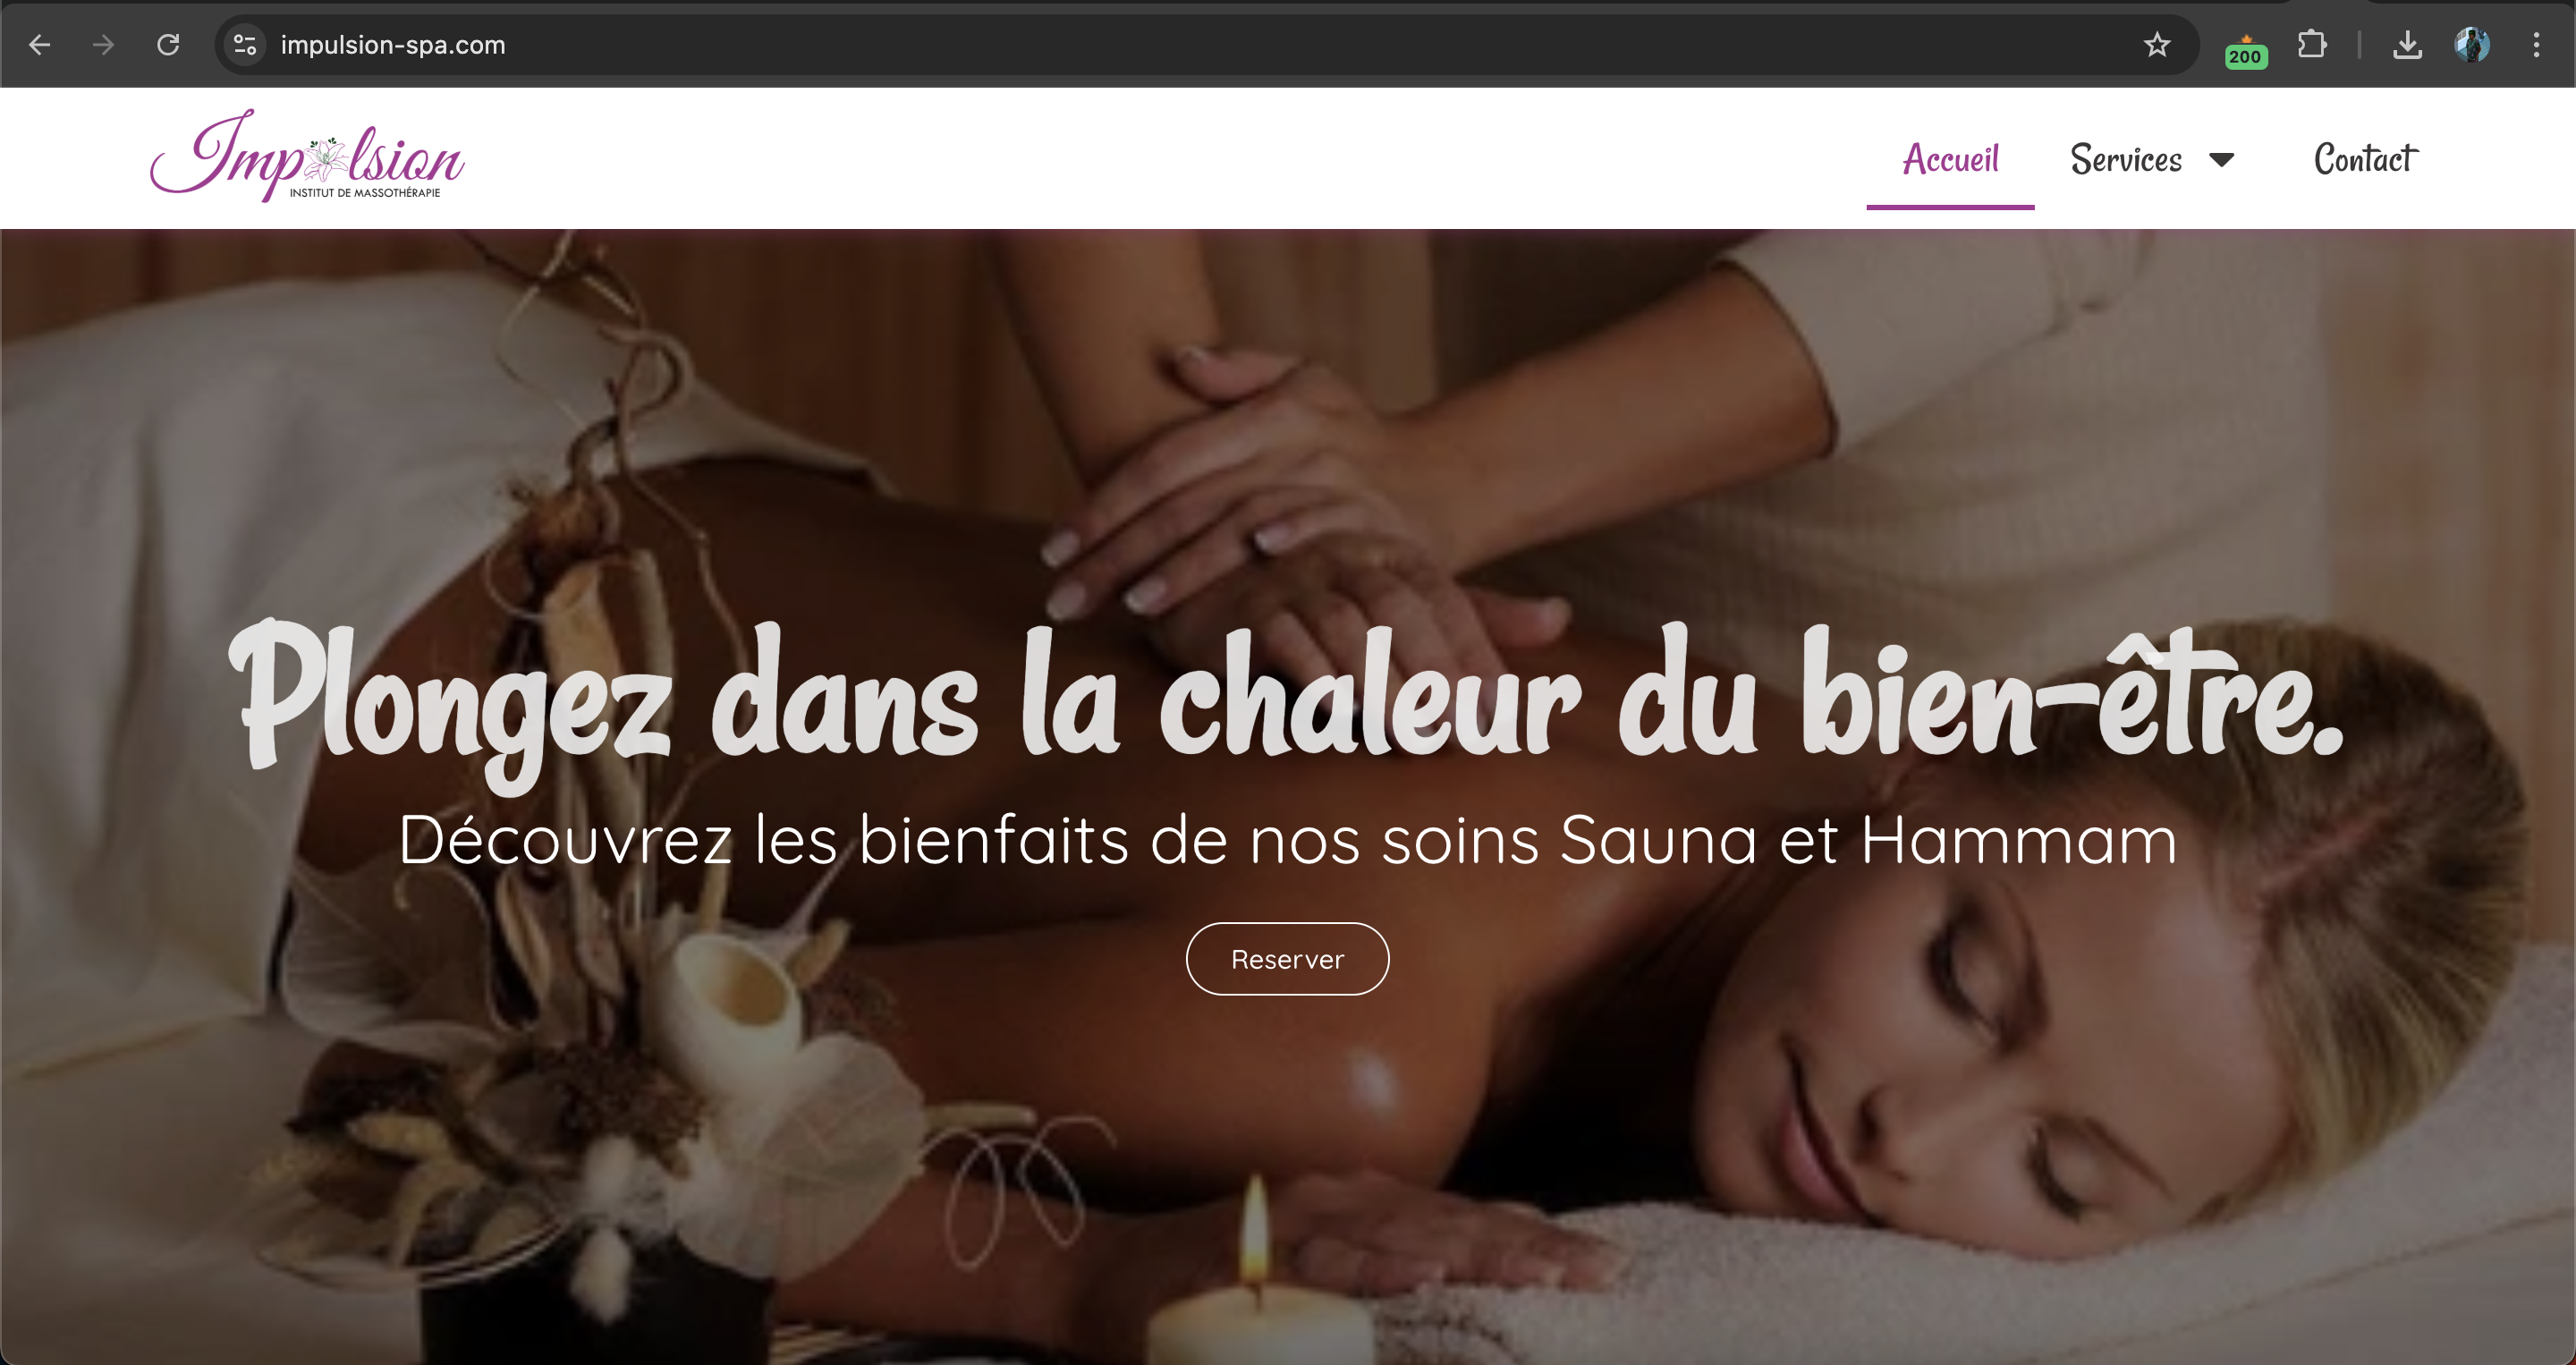 impulsion-spa.com
200
Impulsion
INSTITUT DE MASSOTHÉRAPIE
Accueil
Services
Contact
Plongez dans la chaleur du bien-être.
Découvrez les bienfaits de nos soins Sauna et Hammam
Reserver